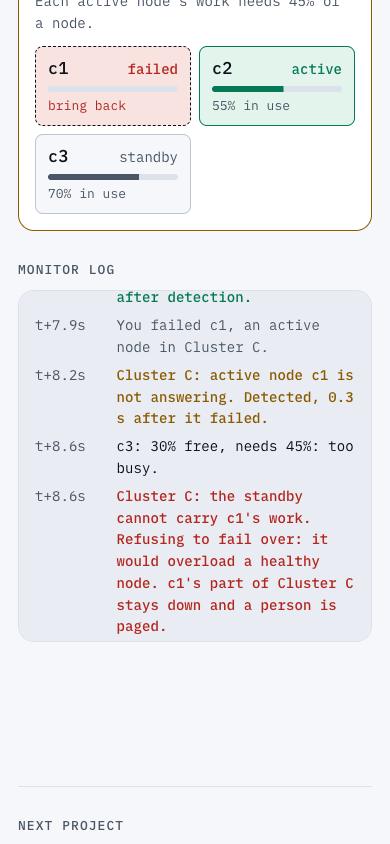 Each active node's work needs 45% of
a node.
c1 failed
bring back
c2 active
55% in use
c3 standby
70% in use
MONITOR LOG
after detection.
t+7.9s You failed c1, an active
node in Cluster C.
t+8.2s Cluster C: active node c1 is
not answering. Detected, 0.3
s after it failed.
t+8.6s c3: 30% free, needs 45%: too
busy.
t+8.6s Cluster C: the standby
cannot carry c1's work.
Refusing to fail over: it
would overload a healthy
node. c1's part of Cluster C
stays down and a person is
paged.
NEXT PROJECT